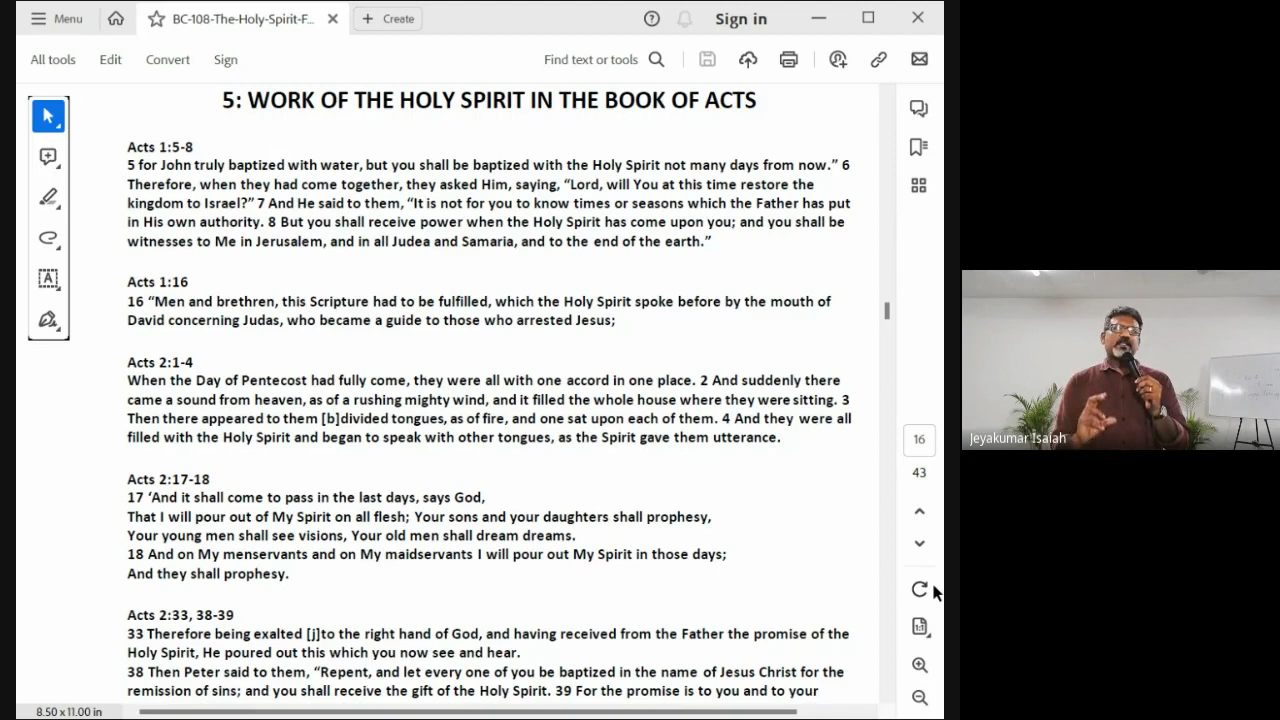 Menu
BC-108-The-Holy-Spirit-F...
Create
Sign in
All tools
Edit
Convert
Sign
Find text or tools
5: WORK OF THE HOLY SPIRIT IN THE BOOK OF ACTS
Acts 1:5-8
5 for John truly baptized with water, but you shall be baptized with the Holy Spirit not many days from now.” 6
Therefore, when they had come together, they asked Him, saying, “Lord, will You at this time restore the
kingdom to Israel?” 7 And He said to them, “It is not for you to know times or seasons which the Father has put
in His own authority. 8 But you shall receive power when the Holy Spirit has come upon you; and you shall be
witnesses to Me in Jerusalem, and in all Judea and Samaria, and to the end of the earth.”
Acts 1:16
16 “Men and brethren, this Scripture had to be fulfilled, which the Holy Spirit spoke before by the mouth of
David concerning Judas, who became a guide to those who arrested Jesus;
Acts 2:1-4
When the Day of Pentecost had fully come, they were all with one accord in one place. 2 And suddenly there
came a sound from heaven, as of a rushing mighty wind, and it filled the whole house where they were sitting. 3
Then there appeared to them [b]divided tongues, as of fire, and one sat upon each of them. 4 And they were all
filled with the Holy Spirit and began to speak with other tongues, as the Spirit gave them utterance.
Acts 2:17-18
17 ‘And it shall come to pass in the last days, says God,
That I will pour out of My Spirit on all flesh; Your sons and your daughters shall prophesy,
Your young men shall see visions, Your old men shall dream dreams.
18 And on My menservants and on My maidservants I will pour out My Spirit in those days;
And they shall prophesy.
Acts 2:33, 38-39
33 Therefore being exalted [j]to the right hand of God, and having received from the Father the promise of the
Holy Spirit, He poured out this which you now see and hear.
38 Then Peter said to them, “Repent, and let every one of you be baptized in the name of Jesus Christ for the
remission of sins; and you shall receive the gift of the Holy Spirit. 39 For the promise is to you and to your
16
43
8.50 x 11.00 in
Jeyakumar Isaiah